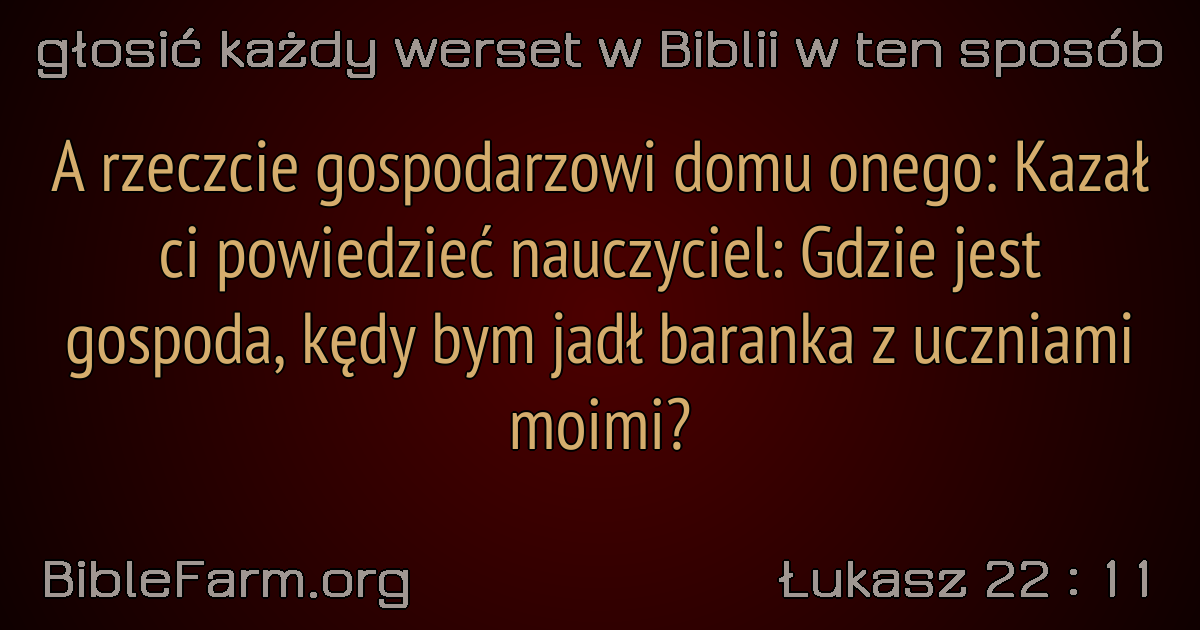 głosić każdy werset w Biblii w ten sposób
A rzeczcie gospodarzowi domu onego: Kazał
ci powiedzieć nauczyciel: Gdzie jest
gospoda, kędy bym jadł baranka z uczniami
moimi?
BibleFarm.org
Łukasz 22 : 11